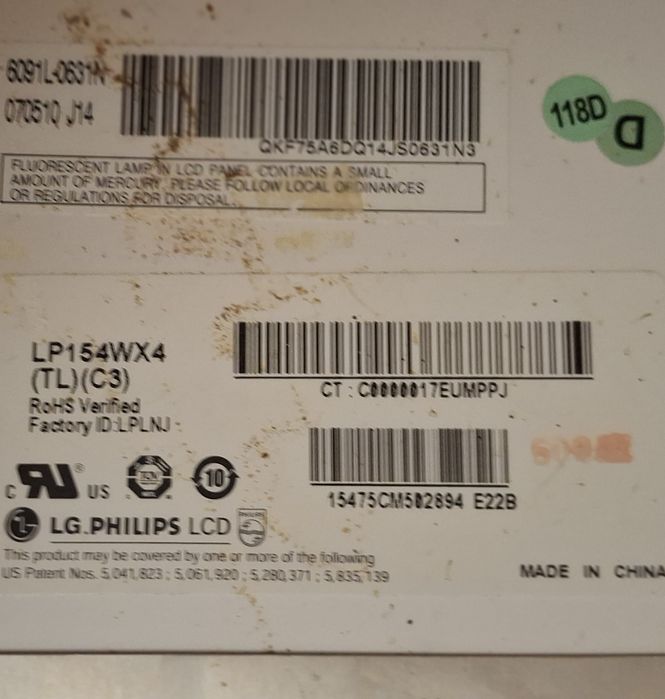 6091L-0631N
070510 J14
QKF75A6DQ14JS0631N3
118D
D
FLUORESCENT LAMP IN LCD PANEL CONTAINS A SMALL
AMOUNT OF MERCURY, PLEASE FOLLOW LOCAL ORDINANCES
OR REGULATIONS FOR DISPOSAL.
LP154WX4
(TL)(C3)
RoHS Verified
Factory ID:LPLNJ
CT : C0000017EUMPPJ
C RU ® US
10
15475CM502894 E22B
LG.PHILIPS LCD
PHILIPS
This product may be covered by one or more of the following
US Patent Nos. 5,041,823 ; 5,061,920 ; 5,280,371 ; 5,835,139
MADE IN CHINA